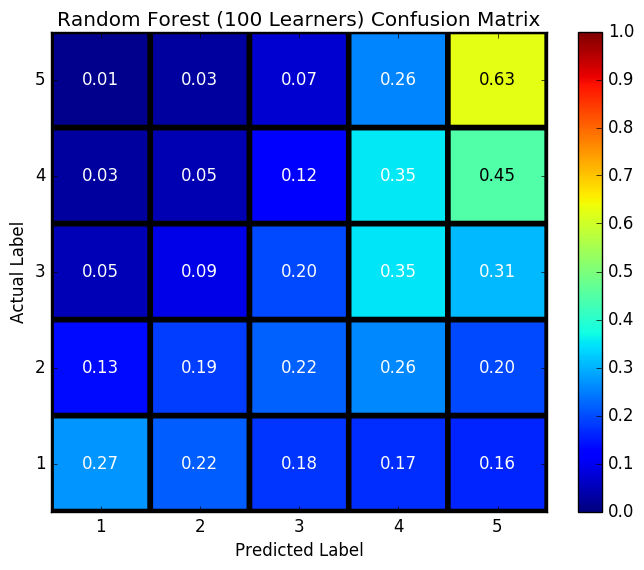 Random Forest (100 Learners) Confusion Matrix
5 0.01 0.03 0.07 0.26 0.63
4 0.03 0.05 0.12 0.35 0.45
3 0.05 0.09 0.20 0.35 0.31
2 0.13 0.19 0.22 0.26 0.20
1 0.27 0.22 0.18 0.17 0.16
1 2 3 4 5
Predicted Label
Actual Label
1.0
0.9
0.8
0.7
0.6
0.5
0.4
0.3
0.2
0.1
0.0